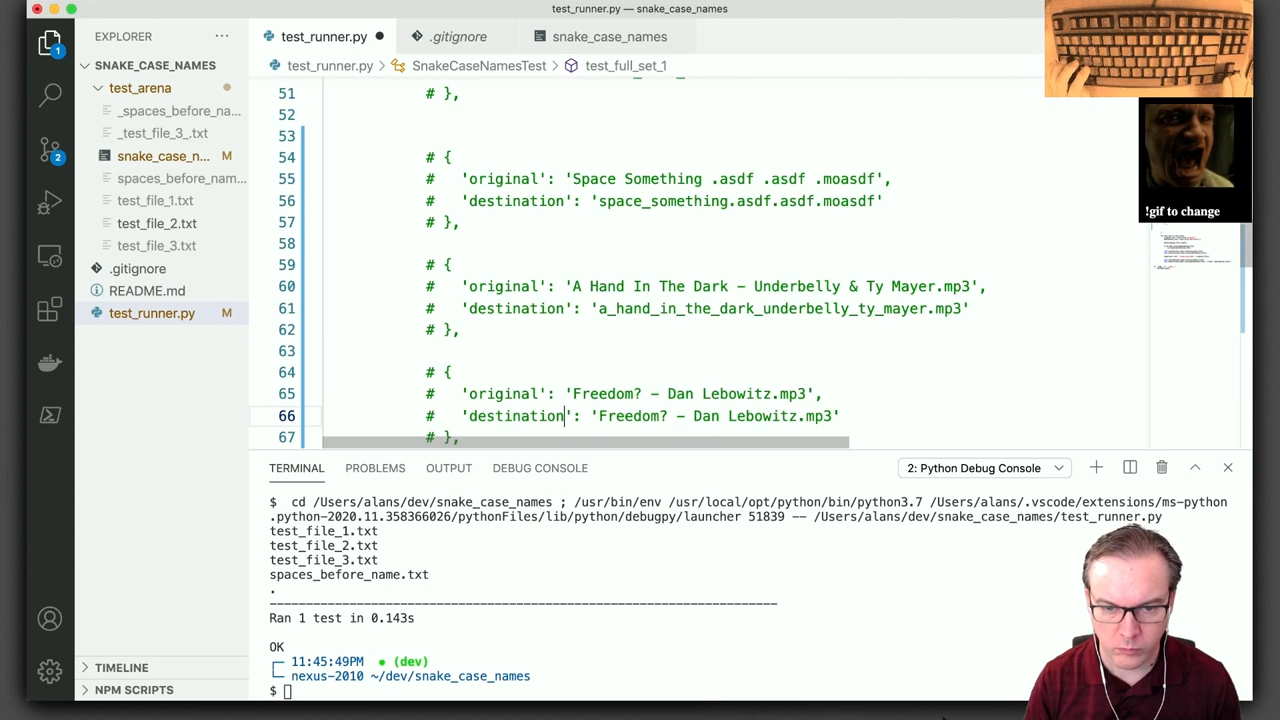 test_runner.py — snake_case_names
EXPLORER ···
SNAKE_CASE_NAMES
test_arena
_spaces_before_na...
_test_file_3_.txt
snake_case_n... M
spaces_before_nam...
test_file_1.txt
test_file_2.txt
test_file_3.txt
.gitignore
README.md
test_runner.py M
TIMELINE
NPM SCRIPTS
1
2
test_runner.py ●
.gitignore
snake_case_names
test_runner.py > SnakeCaseNamesTest > test_full_set_1
51 # },
52
53
54 # {
55 # 'original': 'Space Something .asdf .asdf .moasdf',
56 # 'destination': 'space_something.asdf.asdf.moasdf'
57 # },
58
59 # {
60 # 'original': 'A Hand In The Dark – Underbelly & Ty Mayer.mp3',
61 # 'destination': 'a_hand_in_the_dark_underbelly_ty_mayer.mp3'
62 # },
63
64 # {
65 # 'original': 'Freedom? – Dan Lebowitz.mp3',
66 # 'destination': 'Freedom? – Dan Lebowitz.mp3'
67 # },
!gif to change
TERMINAL PROBLEMS OUTPUT DEBUG CONSOLE 2: Python Debug Console
$ cd /Users/alans/dev/snake_case_names ; /usr/bin/env /usr/local/opt/python/bin/python3.7 /Users/alans/.vscode/extensions/ms-python
.python-2020.11.358366026/pythonFiles/lib/python/debugpy/launcher 51839 -- /Users/alans/dev/snake_case_names/test_runner.py
test_file_1.txt
test_file_2.txt
test_file_3.txt
spaces_before_name.txt
.
----------------------------------------------------------------------
Ran 1 test in 0.143s
OK
11:45:49PM ● (dev)
nexus-2010 ~/dev/snake_case_names
$